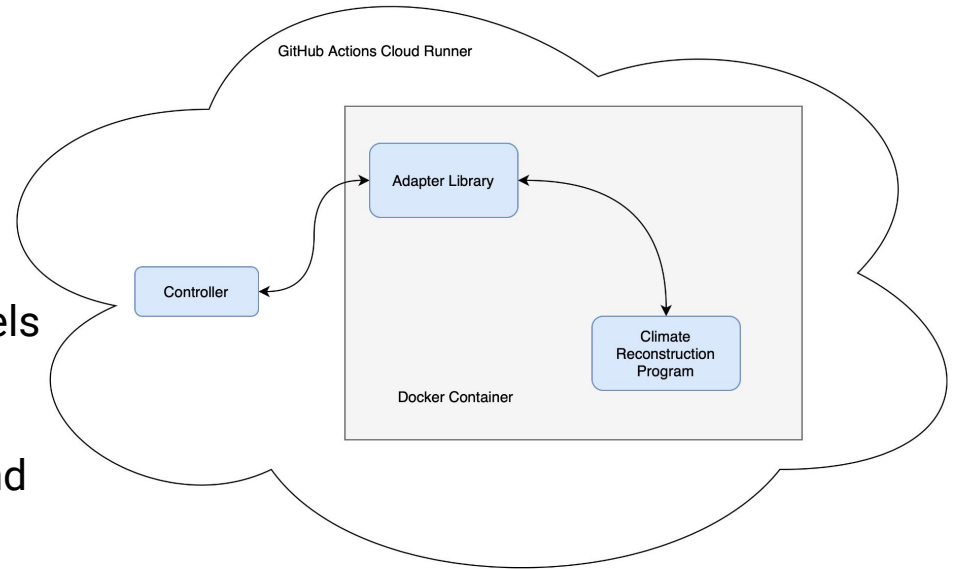 GitHub Actions Cloud Runner
Adapter Library
Controller
Climate
Reconstruction
Program
Docker Container